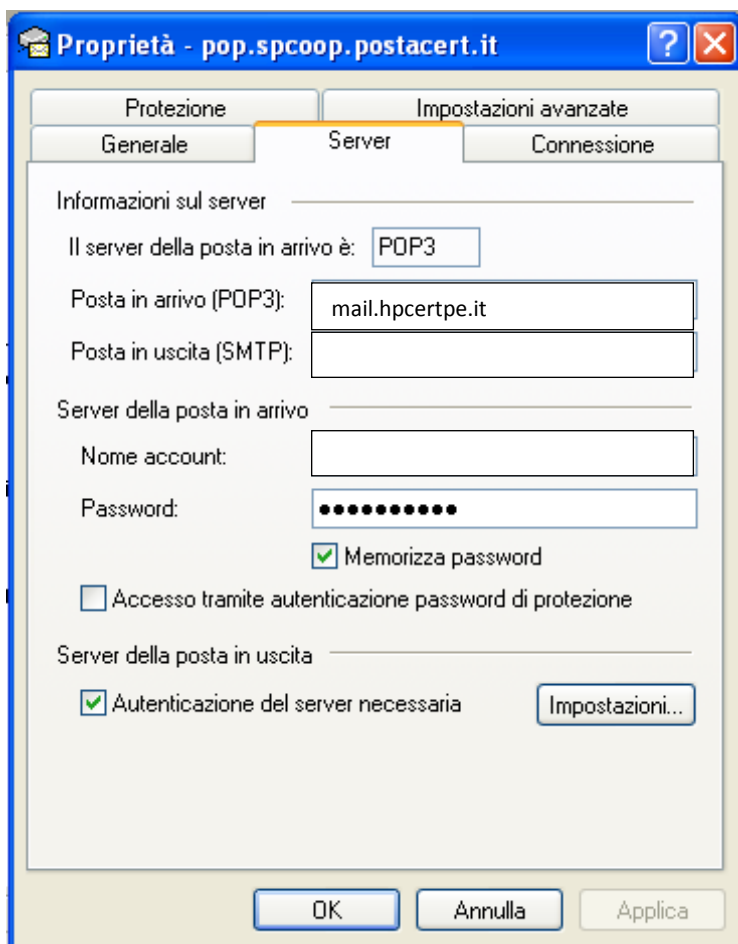 Proprietà - pop.spcoop.postacert.it
Protezione Impostazioni avanzate
Generale Server Connessione
Informazioni sul server
Il server della posta in arrivo è: POP3
Posta in arrivo (POP3): mail.hpcertpe.it
Posta in uscita (SMTP):
Server della posta in arrivo
Nome account:
Password: ●●●●●●●●●●
Memorizza password
Accesso tramite autenticazione password di protezione
Server della posta in uscita
Autenticazione del server necessaria Impostazioni...
OK Annulla Applica